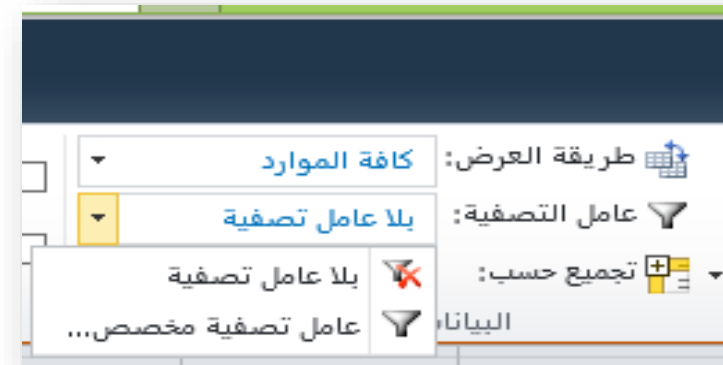 طريقة العرض: كافة الموارد
عامل التصفية: بلا عامل تصفية
تجميع حسب: بلا عامل تصفية
عامل تصفية مخصص...